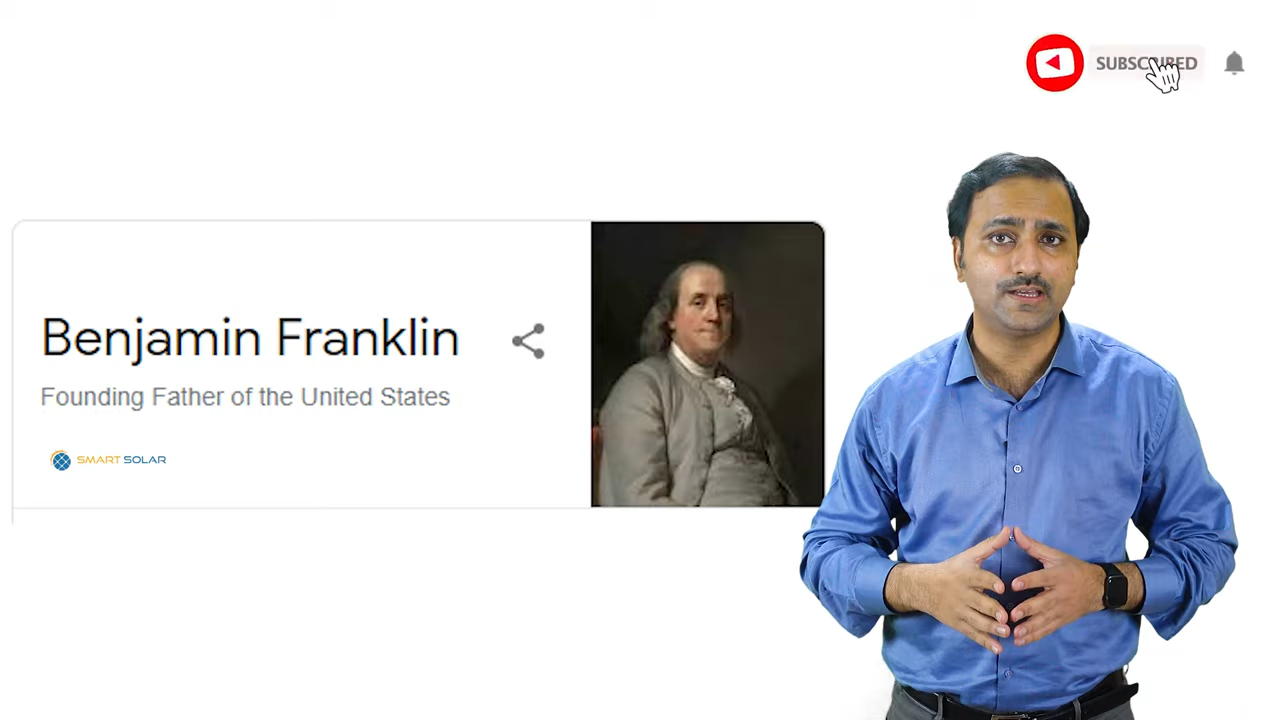 SUBSCRIBED
Benjamin Franklin
Founding Father of the United States
SMART SOLAR